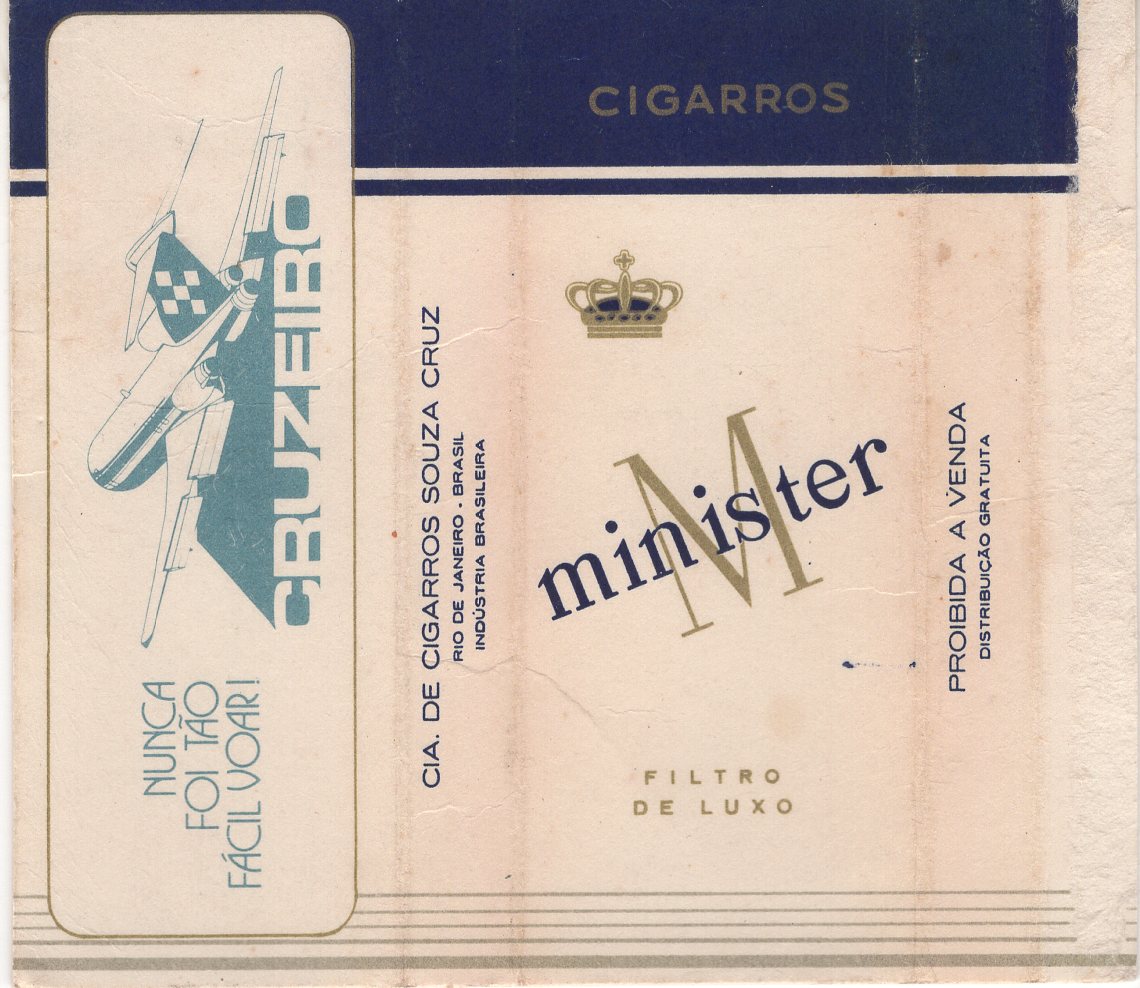 CRUZEIRO
NUNCA
FOI TÃO
FÁCIL VOAR!
CIA. DE CIGARROS SOUZA CRUZ
RIO DE JANEIRO - BRASIL
INDÚSTRIA BRASILEIRA
CIGARROS
M
minister
FILTRO
DE LUXO
PROIBIDA A VENDA
DISTRIBUIÇÃO GRATUITA